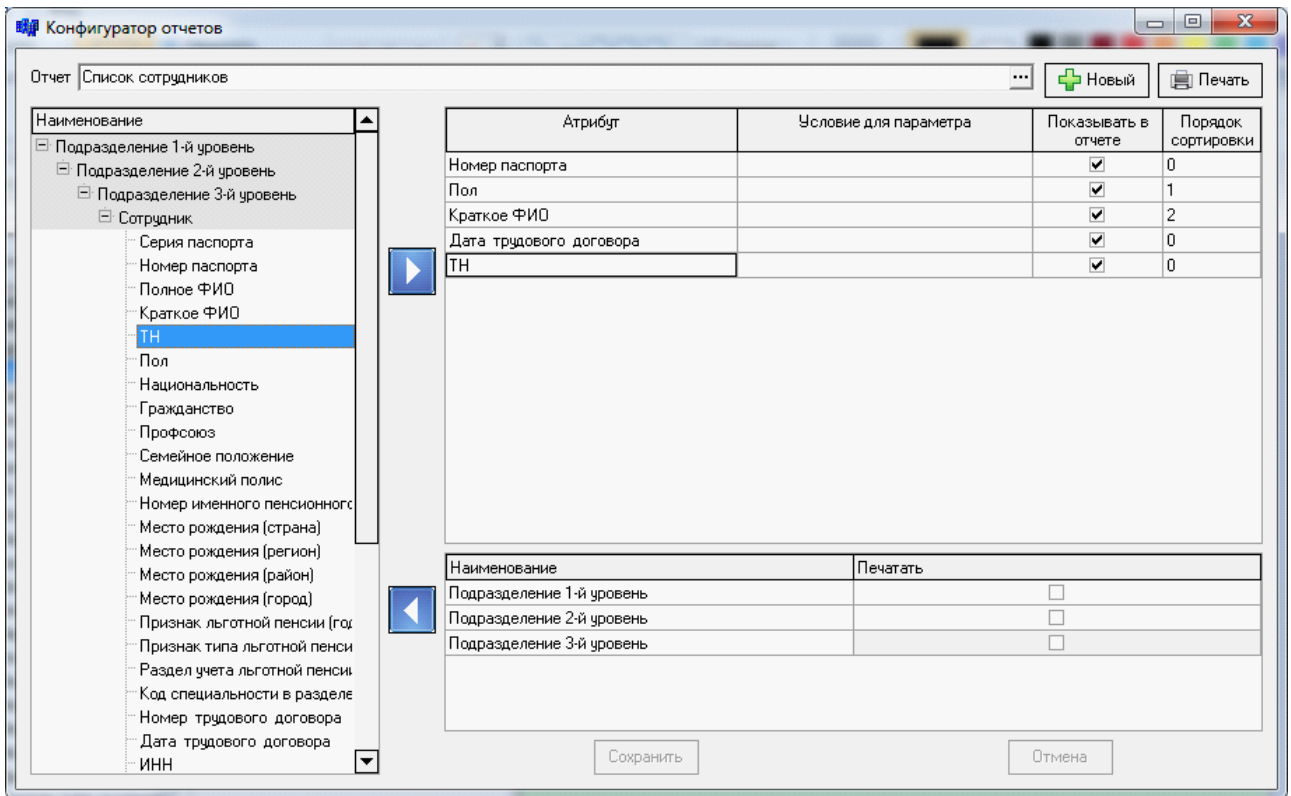 Конфигуратор отчетов
Отчет Список сотрудников ... Новый Печать
Наименование
Подразделение 1-й уровень
Подразделение 2-й уровень
Подразделение 3-й уровень
Сотрудник
Серия паспорта
Номер паспорта
Полное ФИО
Краткое ФИО
ТН
Пол
Национальность
Гражданство
Профсоюз
Семейное положение
Медицинский полис
Номер именного пенсионного
Место рождения (страна)
Место рождения (регион)
Место рождения (район)
Место рождения (город)
Признак льготной пенсии (год
Признак типа льготной пенси
Раздел учета льготной пенсии
Код специальности в разделе
Номер трудового договора
Дата трудового договора
ИНН
Атрибут Условие для параметра Показывать в отчете Порядок сортировки
Номер паспорта 0
Пол 1
Краткое ФИО 2
Дата трудового договора 0
ТН 0
Наименование Печатать
Подразделение 1-й уровень
Подразделение 2-й уровень
Подразделение 3-й уровень
Сохранить Отмена